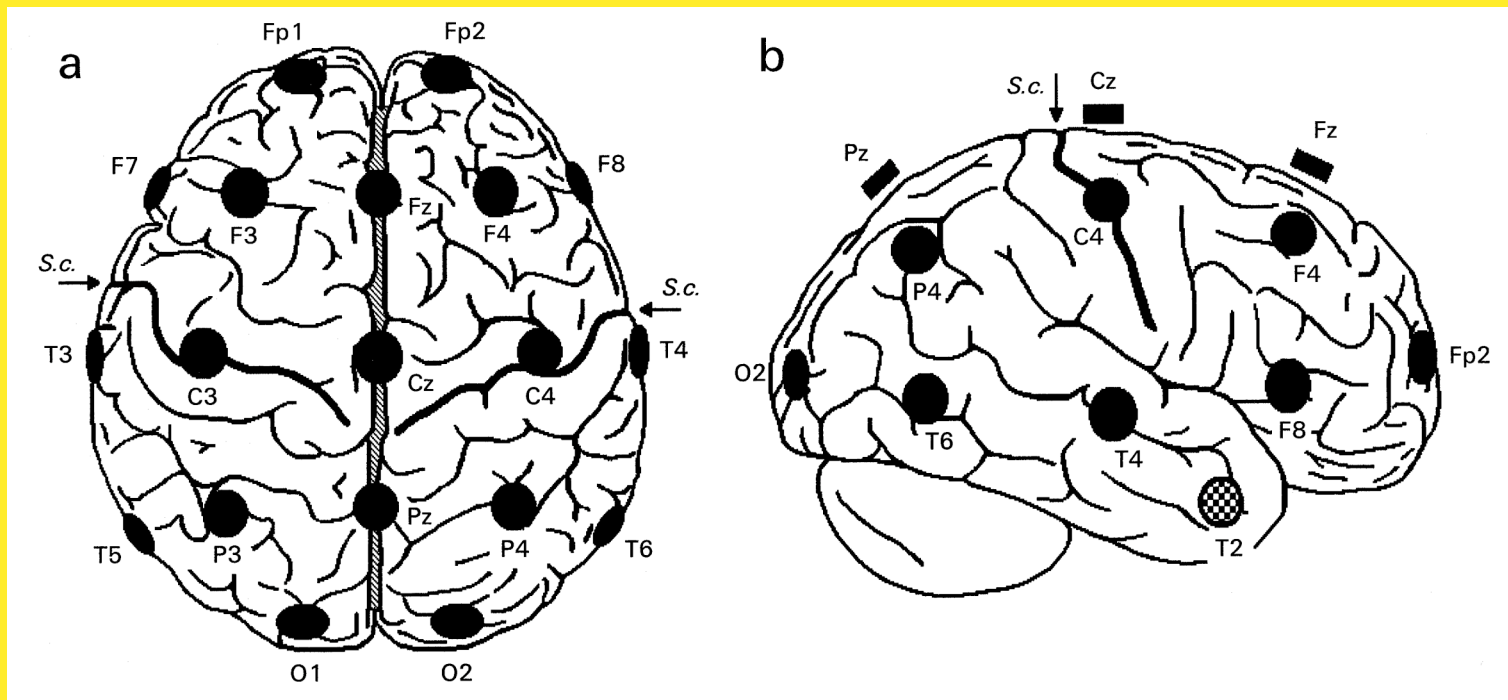 a
Fp1
Fp2
F7
F3
Fz
F4
F8
S.c.
S.c.
T3
C3
Cz
C4
T4
T5
P3
Pz
P4
T6
O1
O2
b
S.c.
Cz
Pz
Fz
C4
F4
P4
O2
Fp2
T6
T4
F8
T2